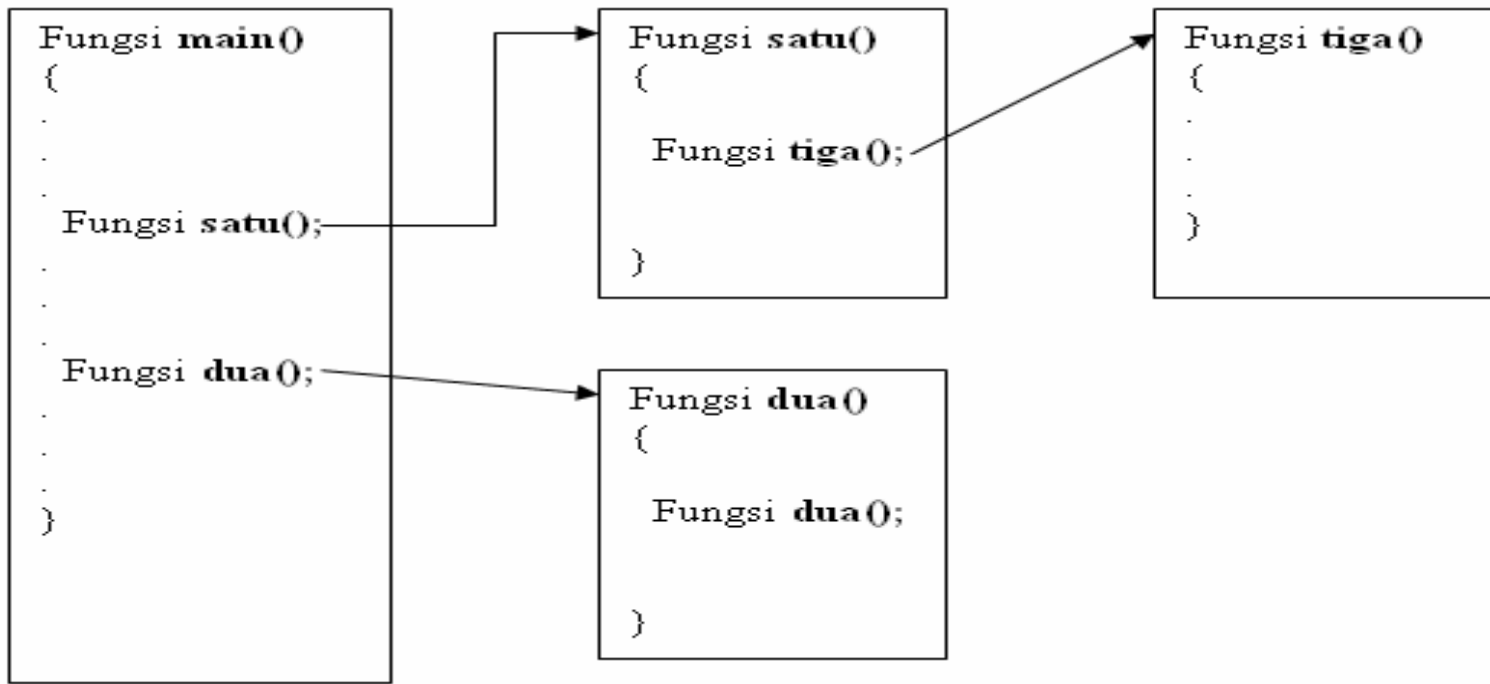 Fungsi main()
{
.
.
.
Fungsi satu();
.
.
.
Fungsi dua();
.
.
.
}
Fungsi satu()
{
Fungsi tiga();
}
Fungsi dua()
{
Fungsi dua();
}
Fungsi tiga()
{
.
.
.
}